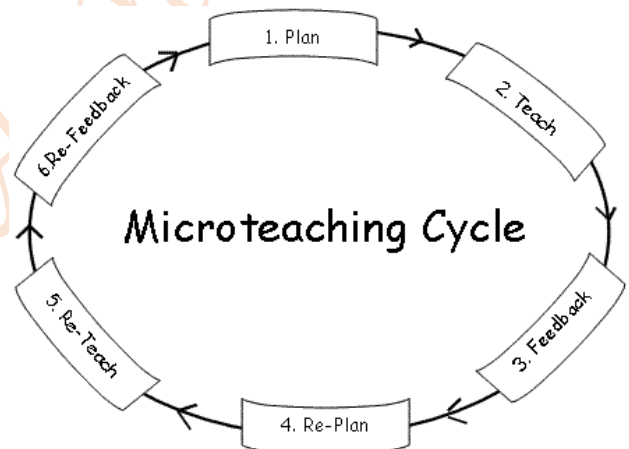 1. Plan
2. Teach
3. Feedback
4. Re-Plan
5. Re-Teach
6.Re-Feedback
Microteaching Cycle